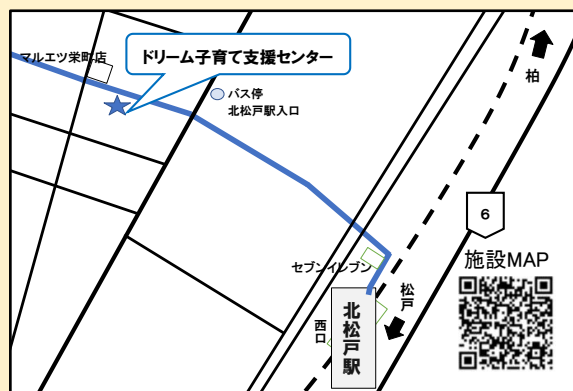 マルエツ栄町店
ドリーム子育て支援センター
バス停
北松戸駅入口
柏
6
施設MAP
セブンイレブン
松戸
西口
北松戸駅